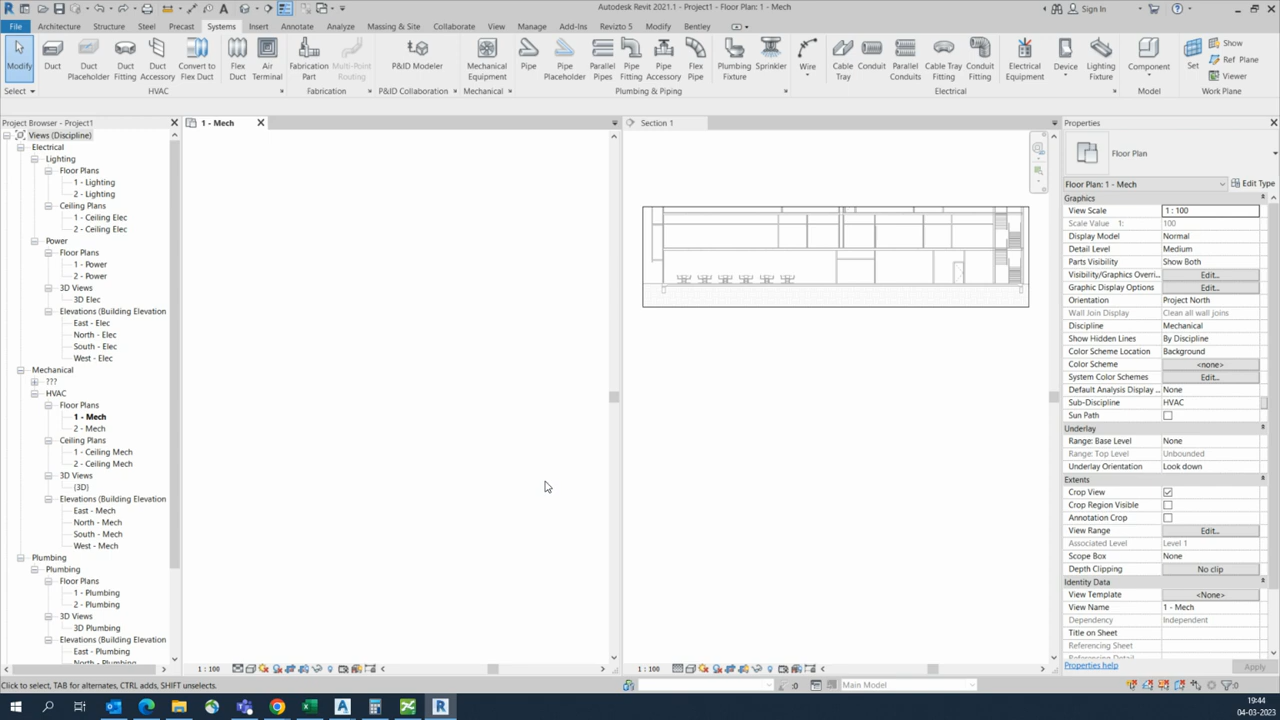 Autodesk Revit 2021.1 - Project1 - Floor Plan: 1 - Mech
Sign In
File Architecture Structure Steel Precast Systems Insert Annotate Analyze Massing & Site Collaborate View Manage Add-Ins Revizto 5 Modify Bentley
Modify
Duct
Duct Placeholder
Duct Fitting
Duct Accessory
Convert to Flex Duct
Flex Duct
Air Terminal
Fabrication Part
Multi-Point Routing
P&ID Modeler
Mechanical Equipment
Pipe
Pipe Placeholder
Parallel Pipes
Pipe Fitting
Pipe Accessory
Flex Pipe
Plumbing Fixture
Sprinkler
Wire
Cable Tray
Conduit
Parallel Conduits
Cable Tray Fitting
Conduit Fitting
Electrical Equipment
Device
Lighting Fixture
Component
Set
Show
Ref Plane
Viewer
Select HVAC Fabrication P&ID Collaboration Mechanical Plumbing & Piping Electrical Model Work Plane
Project Browser - Project1
Views (Discipline)
Electrical
Lighting
Floor Plans
1 - Lighting
2 - Lighting
Ceiling Plans
1 - Ceiling Elec
2 - Ceiling Elec
Power
Floor Plans
1 - Power
2 - Power
3D Views
3D Elec
Elevations (Building Elevation
East - Elec
North - Elec
South - Elec
West - Elec
Mechanical
???
HVAC
Floor Plans
1 - Mech
2 - Mech
Ceiling Plans
1 - Ceiling Mech
2 - Ceiling Mech
3D Views
{3D}
Elevations (Building Elevation
East - Mech
North - Mech
South - Mech
West - Mech
Plumbing
Plumbing
Floor Plans
1 - Plumbing
2 - Plumbing
3D Views
3D Plumbing
Elevations (Building Elevation
East - Plumbing
North - Plumbing
1 - Mech
Section 1
1 : 100
1 : 100
Properties
Floor Plan
Floor Plan: 1 - Mech Edit Type
Graphics
View Scale 1 : 100
Scale Value 1: 100
Display Model Normal
Detail Level Medium
Parts Visibility Show Both
Visibility/Graphics Overri... Edit...
Graphic Display Options Edit...
Orientation Project North
Wall Join Display Clean all wall joins
Discipline Mechanical
Show Hidden Lines By Discipline
Color Scheme Location Background
Color Scheme <none>
System Color Schemes Edit...
Default Analysis Display ... None
Sub-Discipline HVAC
Sun Path
Underlay
Range: Base Level None
Range: Top Level Unbounded
Underlay Orientation Look down
Extents
Crop View
Crop Region Visible
Annotation Crop
View Range Edit...
Associated Level Level 1
Scope Box None
Depth Clipping No clip
Identity Data
View Template <None>
View Name 1 - Mech
Dependency Independent
Title on Sheet
Referencing Sheet
Referencing Detail
Properties help Apply
Click to select, TAB for alternates, CTRL adds, SHIFT unselects.
:0
Main Model
:0
19:44
04-03-2023